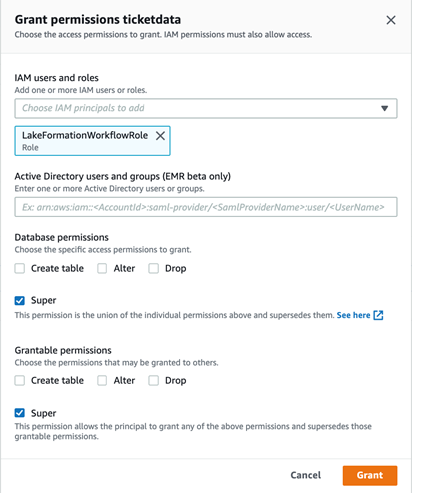 Grant permissions ticketdata
Choose the access permissions to grant. IAM permissions must also allow access.
IAM users and roles
Add one or more IAM users or roles.
Choose IAM principals to add
LakeFormationWorkflowRole
Role
Active Directory users and groups (EMR beta only)
Enter one or more Active Directory users or groups.
Ex: arn:aws:iam::<AccountId>:saml-provider/<SamlProviderName>:user/<UserName>
Database permissions
Choose the specific access permissions to grant.
Create table Alter Drop
Super
This permission is the union of the individual permissions above and supersedes them. See here
Grantable permissions
Choose the permissions that may be granted to others.
Create table Alter Drop
Super
This permission allows the principal to grant any of the above permissions and supersedes those
grantable permissions.
Cancel Grant